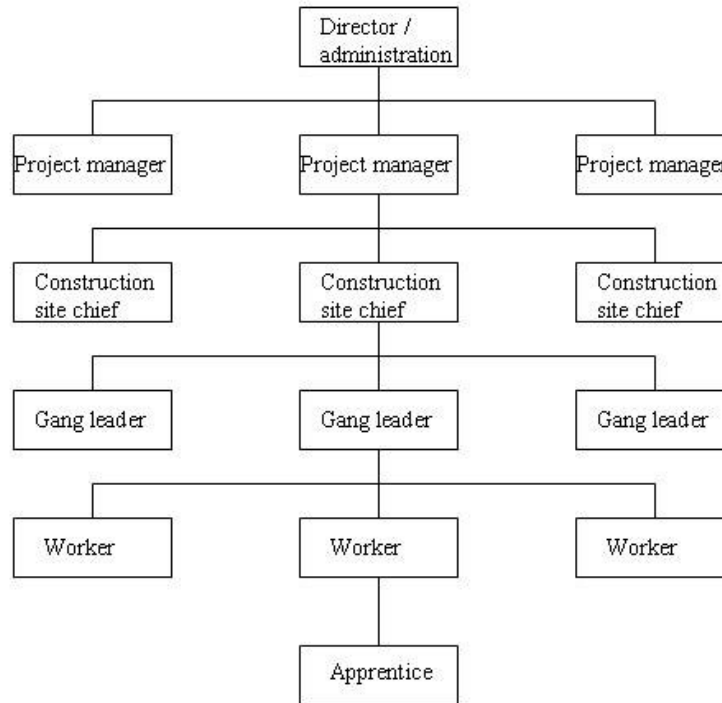 Director /
administration
Project manager
Project manager
Project manager
Construction
site chief
Construction
site chief
Construction
site chief
Gang leader
Gang leader
Gang leader
Worker
Worker
Worker
Apprentice